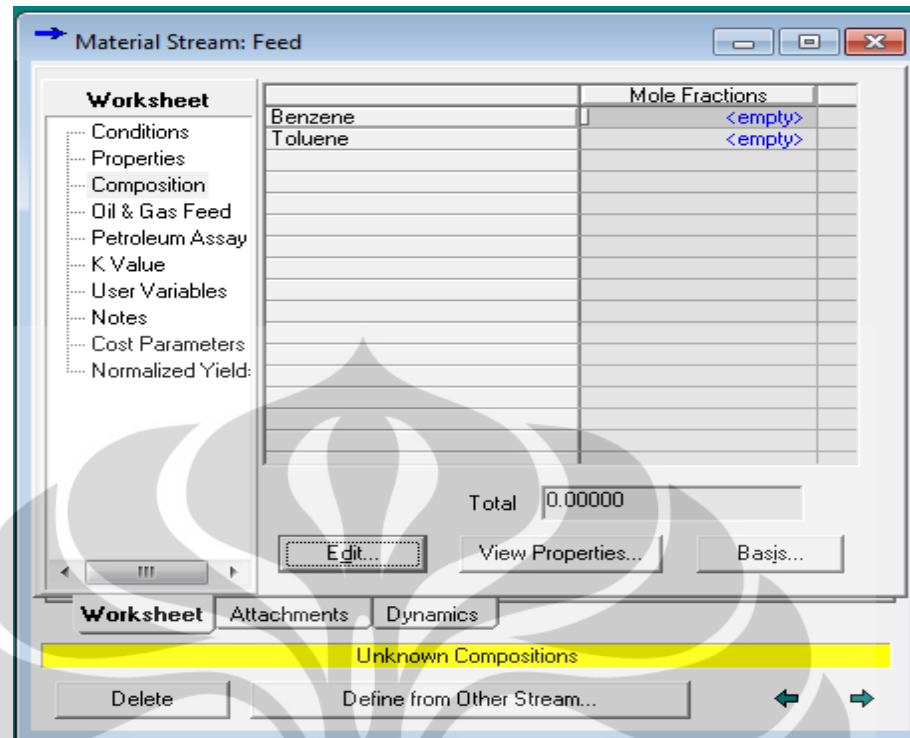 Material Stream: Feed
Worksheet
Conditions
Properties
Composition
Oil & Gas Feed
Petroleum Assay
K Value
User Variables
Notes
Cost Parameters
Normalized Yield:
Mole Fractions
Benzene <empty>
Toluene <empty>
Total 0.00000
Edit... View Properties... Basis...
Worksheet Attachments Dynamics
Unknown Compositions
Delete Define from Other Stream...